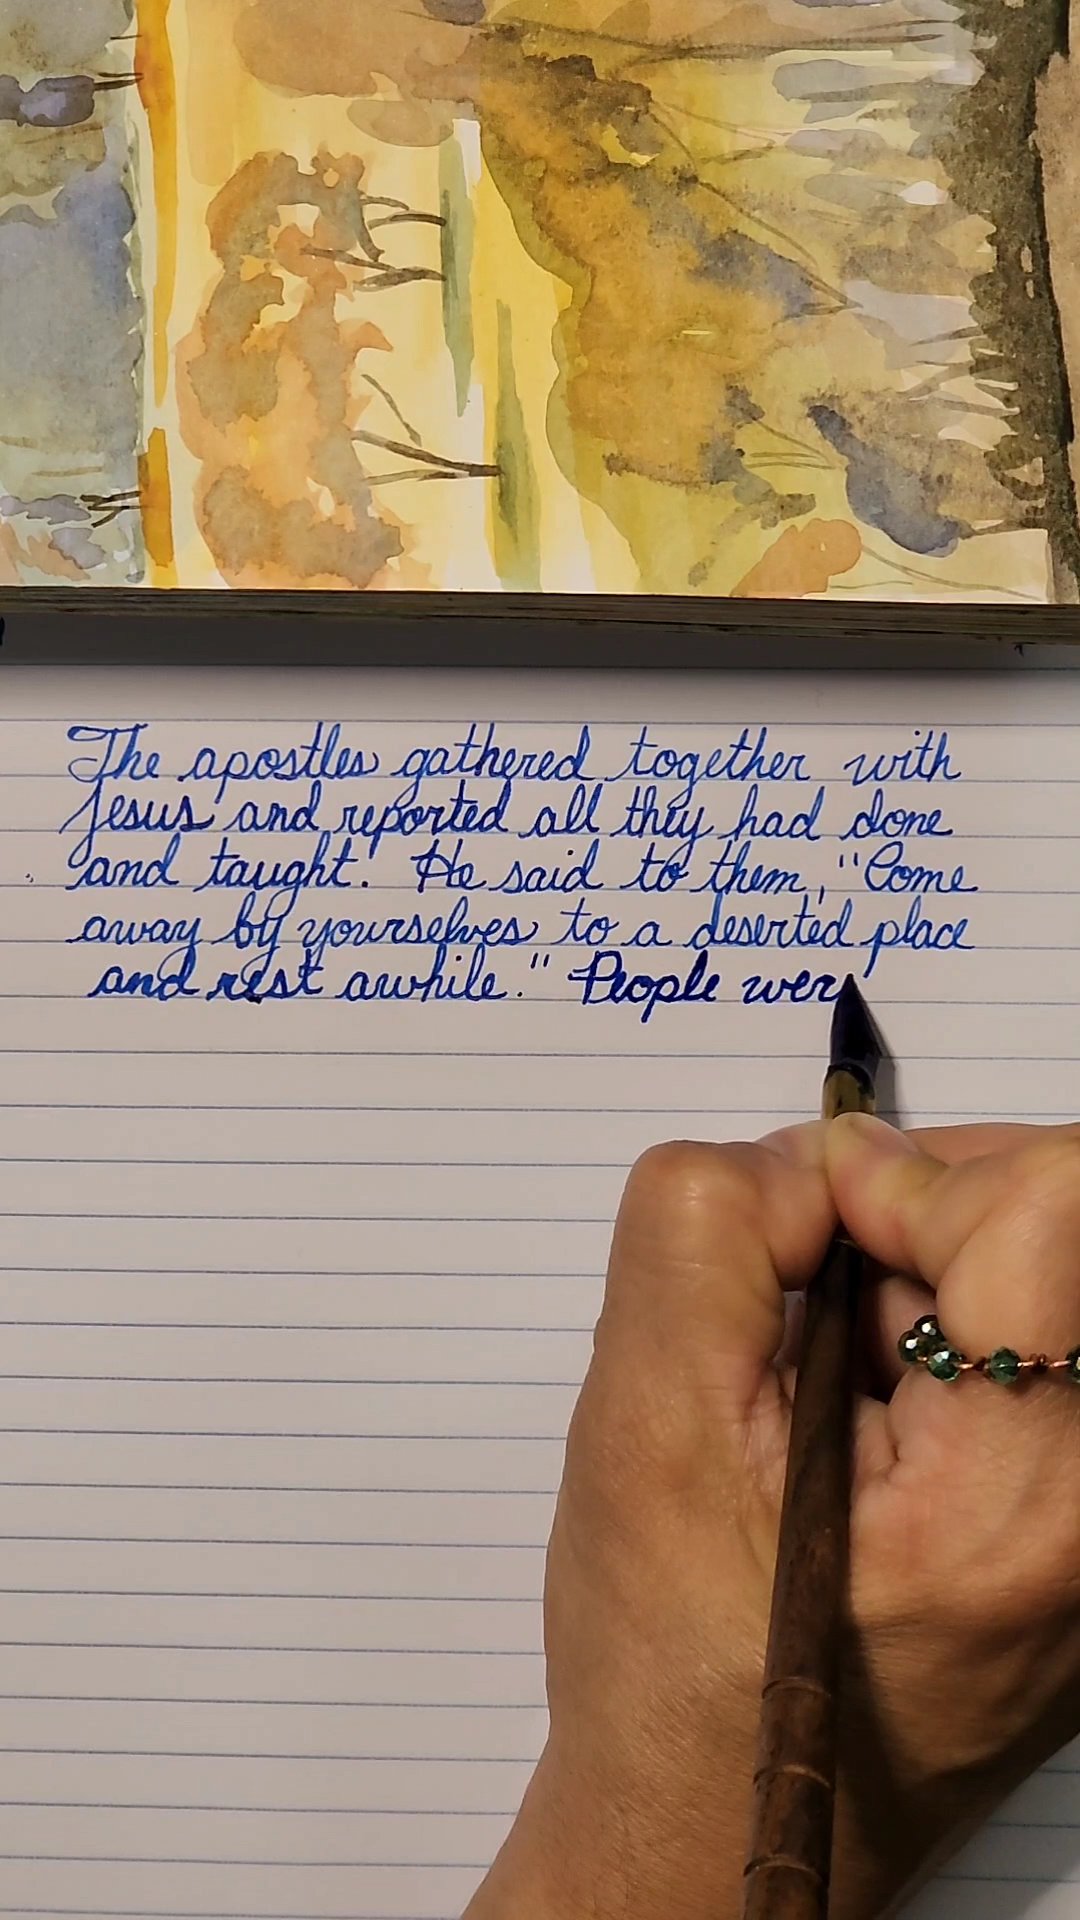 The apostles gathered together with
Jesus and reported all they had done
and taught. He said to them, "Come
away by yourselves to a deserted place
and rest awhile." People wer